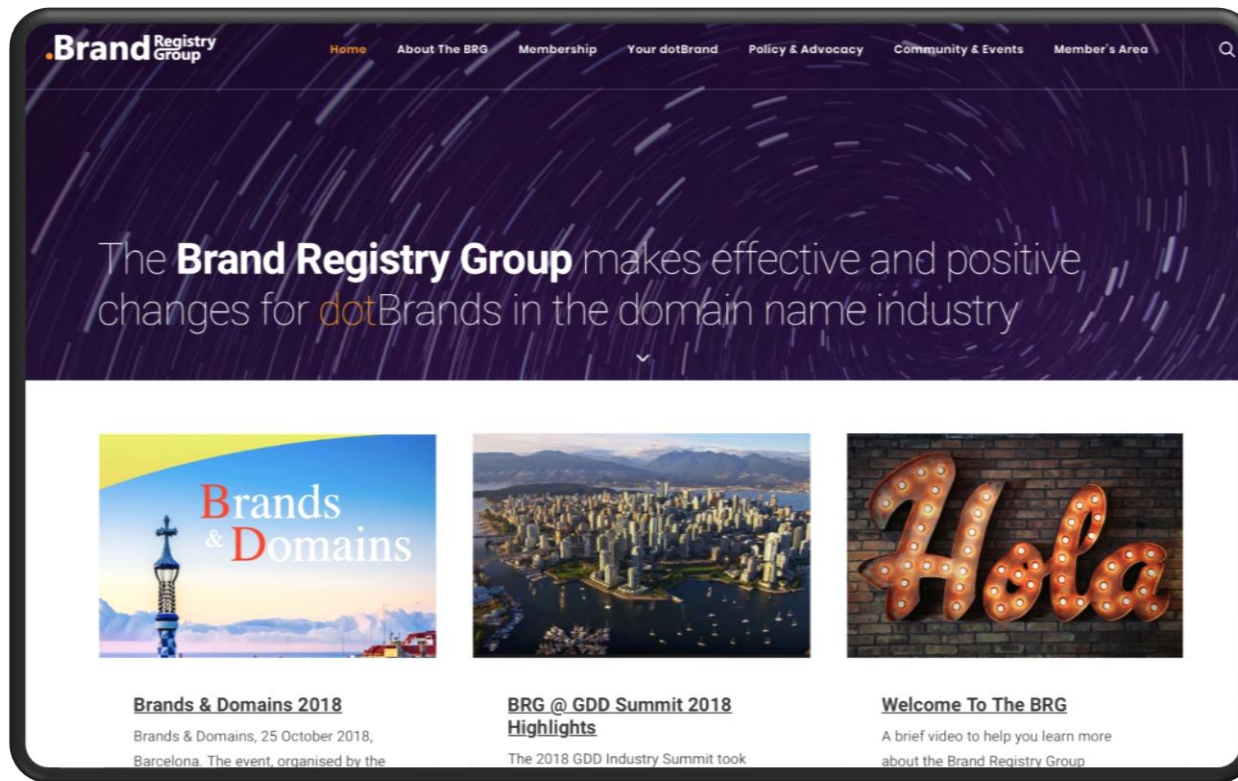 .Brand Registry Group
Home About The BRG Membership Your dotBrand Policy & Advocacy Community & Events Member's Area
The Brand Registry Group makes effective and positive
changes for dotBrands in the domain name industry
Brands
& Domains
Hola
Brands & Domains 2018
Brands & Domains, 25 October 2018,
Barcelona. The event, organised by the
BRG @ GDD Summit 2018
Highlights
The 2018 GDD Industry Summit took
Welcome To The BRG
A brief video to help you learn more
about the Brand Registry Group